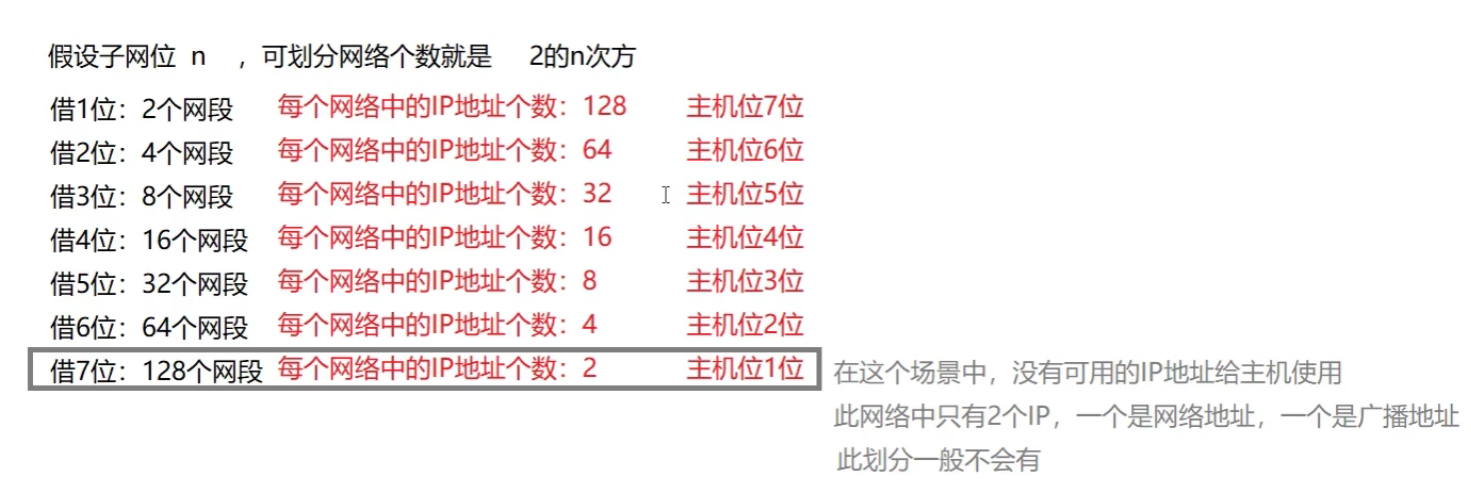 假设子网位 n ，可划分网络个数就是 2的n次方
借1位：2个网段 每个网络中的IP地址个数：128 主机位7位
借2位：4个网段 每个网络中的IP地址个数：64 主机位6位
借3位：8个网段 每个网络中的IP地址个数：32 主机位5位
借4位：16个网段 每个网络中的IP地址个数：16 主机位4位
借5位：32个网段 每个网络中的IP地址个数：8 主机位3位
借6位：64个网段 每个网络中的IP地址个数：4 主机位2位
借7位：128个网段 每个网络中的IP地址个数：2 主机位1位
在这个场景中，没有可用的IP地址给主机使用
此网络中只有2个IP，一个是网络地址，一个是广播地址
此划分一般不会有